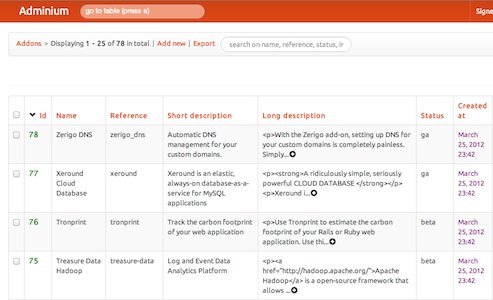 Adminium go to table (press s) Signe
Addons > Displaying 1 - 25 of 78 in total | Add new | Export search on name, reference, status, ir
Id Name Reference Short description Long description Status Created
at
78 Zerigo DNS zerigo_dns Automatic DNS <p>With the Zerigo add-on, setting up DNS for ga March
management for your your custom domains is completely painless. 25, 2012
custom domains. Simply... 23:42
77 Xeround xeround Xeround is an elastic, <p><strong>A ridiculously simple, seriously ga March
Cloud always-on database-as-a- powerful CLOUD DATABASE </strong></p> 25, 2012
Database service for MySQL <p>Xeround i... 23:42
applications
76 Tronprint tronprint Track the carbon footprint <p>Use Tronprint to estimate the carbon beta March
of your web application footprint of your Rails or Ruby web 25, 2012
application. Use thi... 23:42
75 Treasure Data treasure-data Log and Event Data <p><a beta March
Hadoop Analytics Platform href="http://hadoop.apache.org/">Apache 25, 2012
Hadoop</a> is a open-source framework that 23:42
allows ...